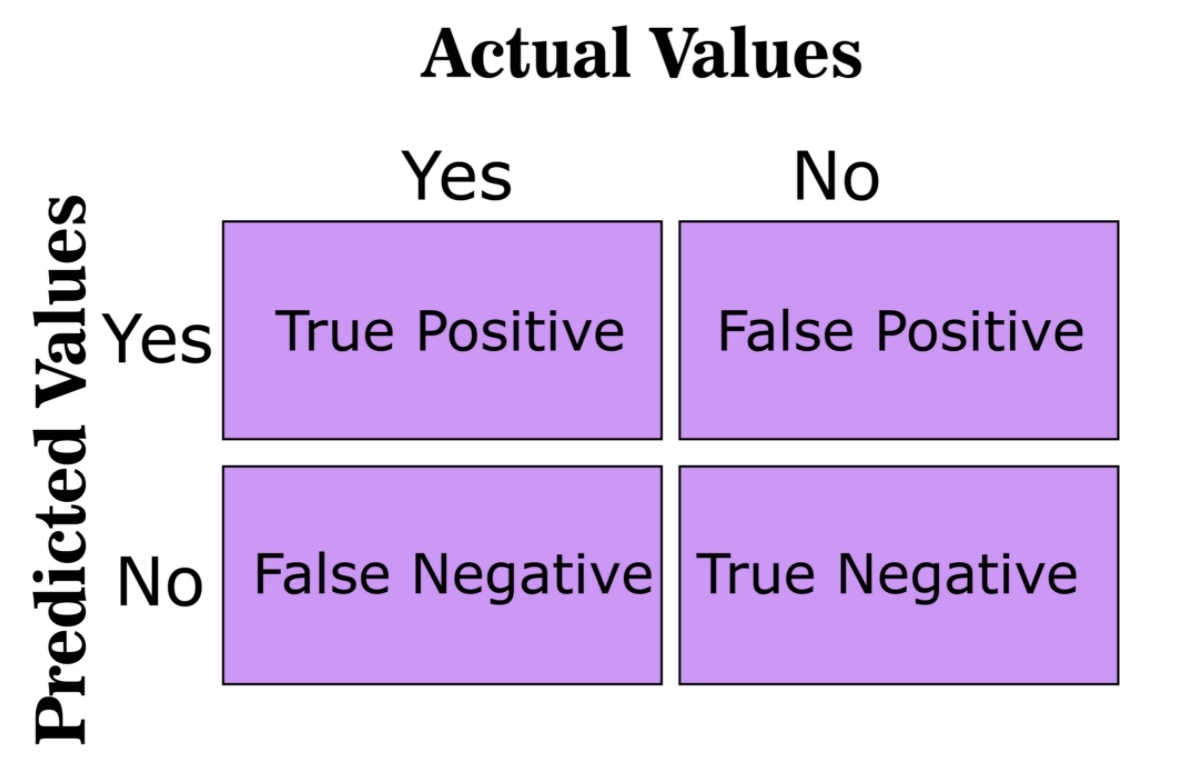 Actual Values
Yes No
Predicted Values
Yes True Positive False Positive
No False Negative True Negative